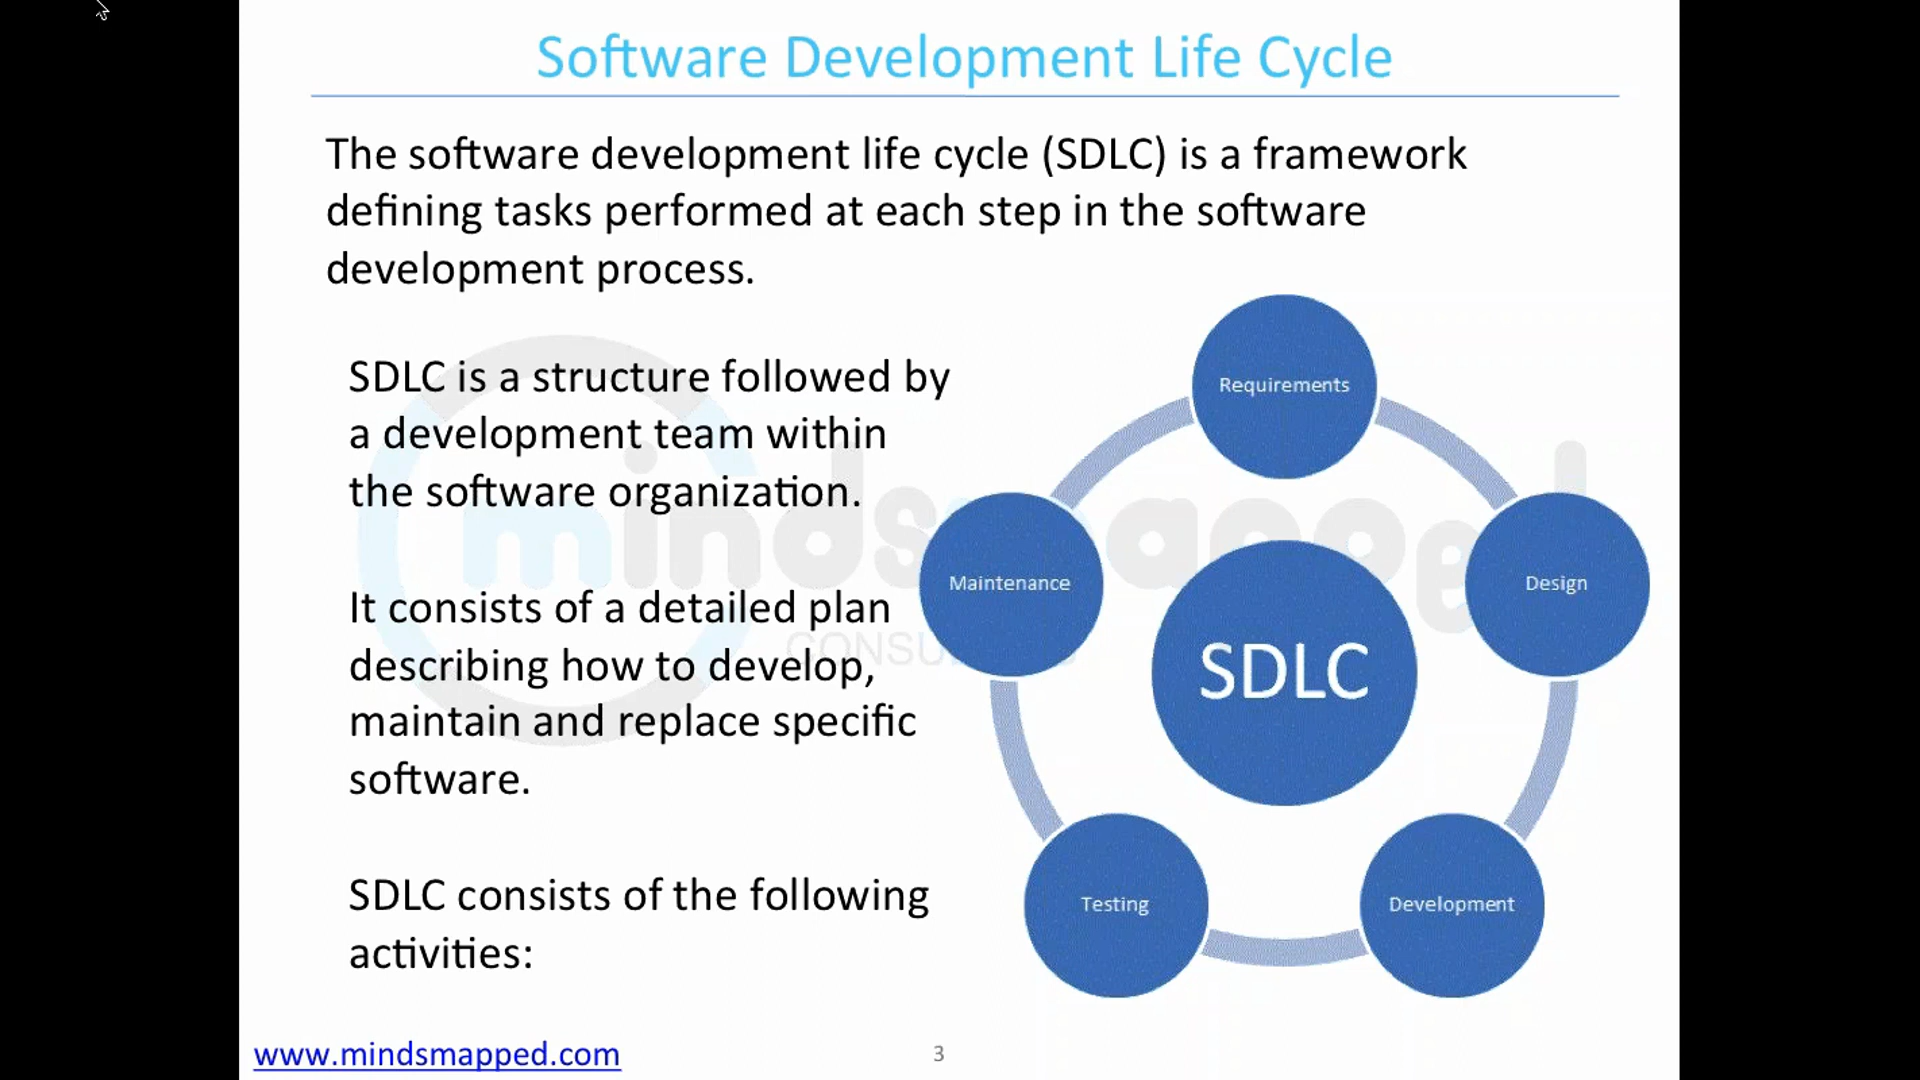 Software Development Life Cycle
The software development life cycle (SDLC) is a framework
defining tasks performed at each step in the software
development process.
SDLC is a structure followed by
a development team within
the software organization.
It consists of a detailed plan
describing how to develop,
maintain and replace specific
software.
SDLC consists of the following
activities:
Requirements
Design
Development
Testing
Maintenance
SDLC
www.mindsmapped.com
3